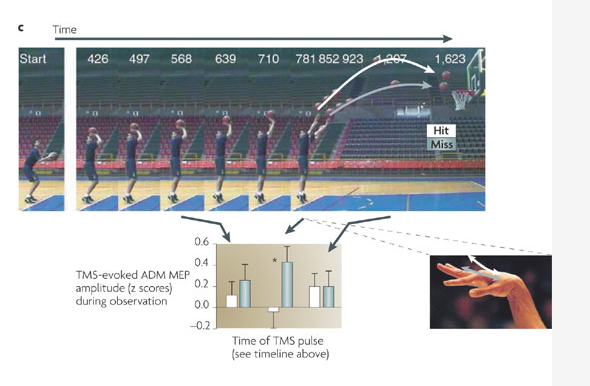 c
Time
Start 426 497 568 639 710 781 852 923 1,207 1,623
Hit
Miss
TMS-evoked ADM MEP
amplitude (z scores)
during observation
0.6
0.4
0.2
0.0
–0.2
*
Time of TMS pulse
(see timeline above)